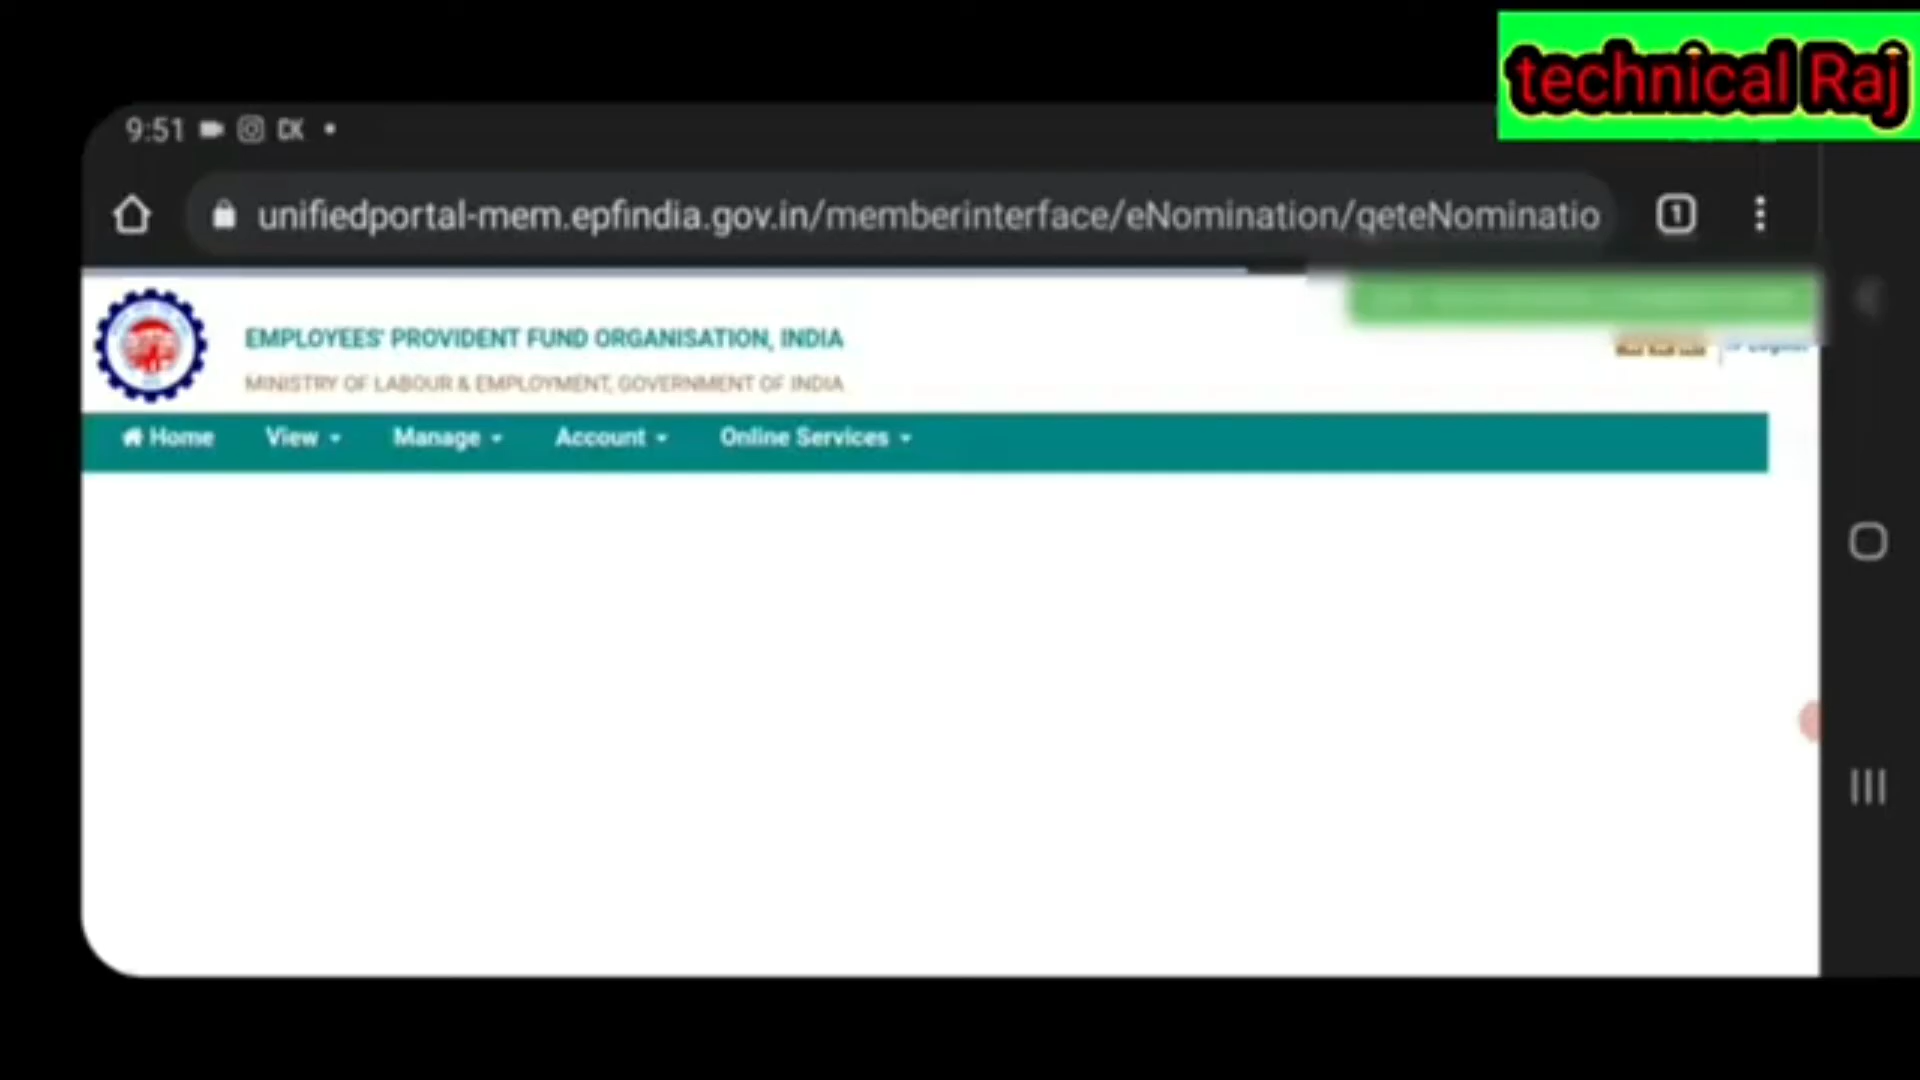 technical Raj
9:51
unifiedportal-mem.epfindia.gov.in/memberinterface/eNomination/geteNominatio
1
EMPLOYEES' PROVIDENT FUND ORGANISATION, INDIA
MINISTRY OF LABOUR & EMPLOYMENT, GOVERNMENT OF INDIA
Home View Manage Account Online Services